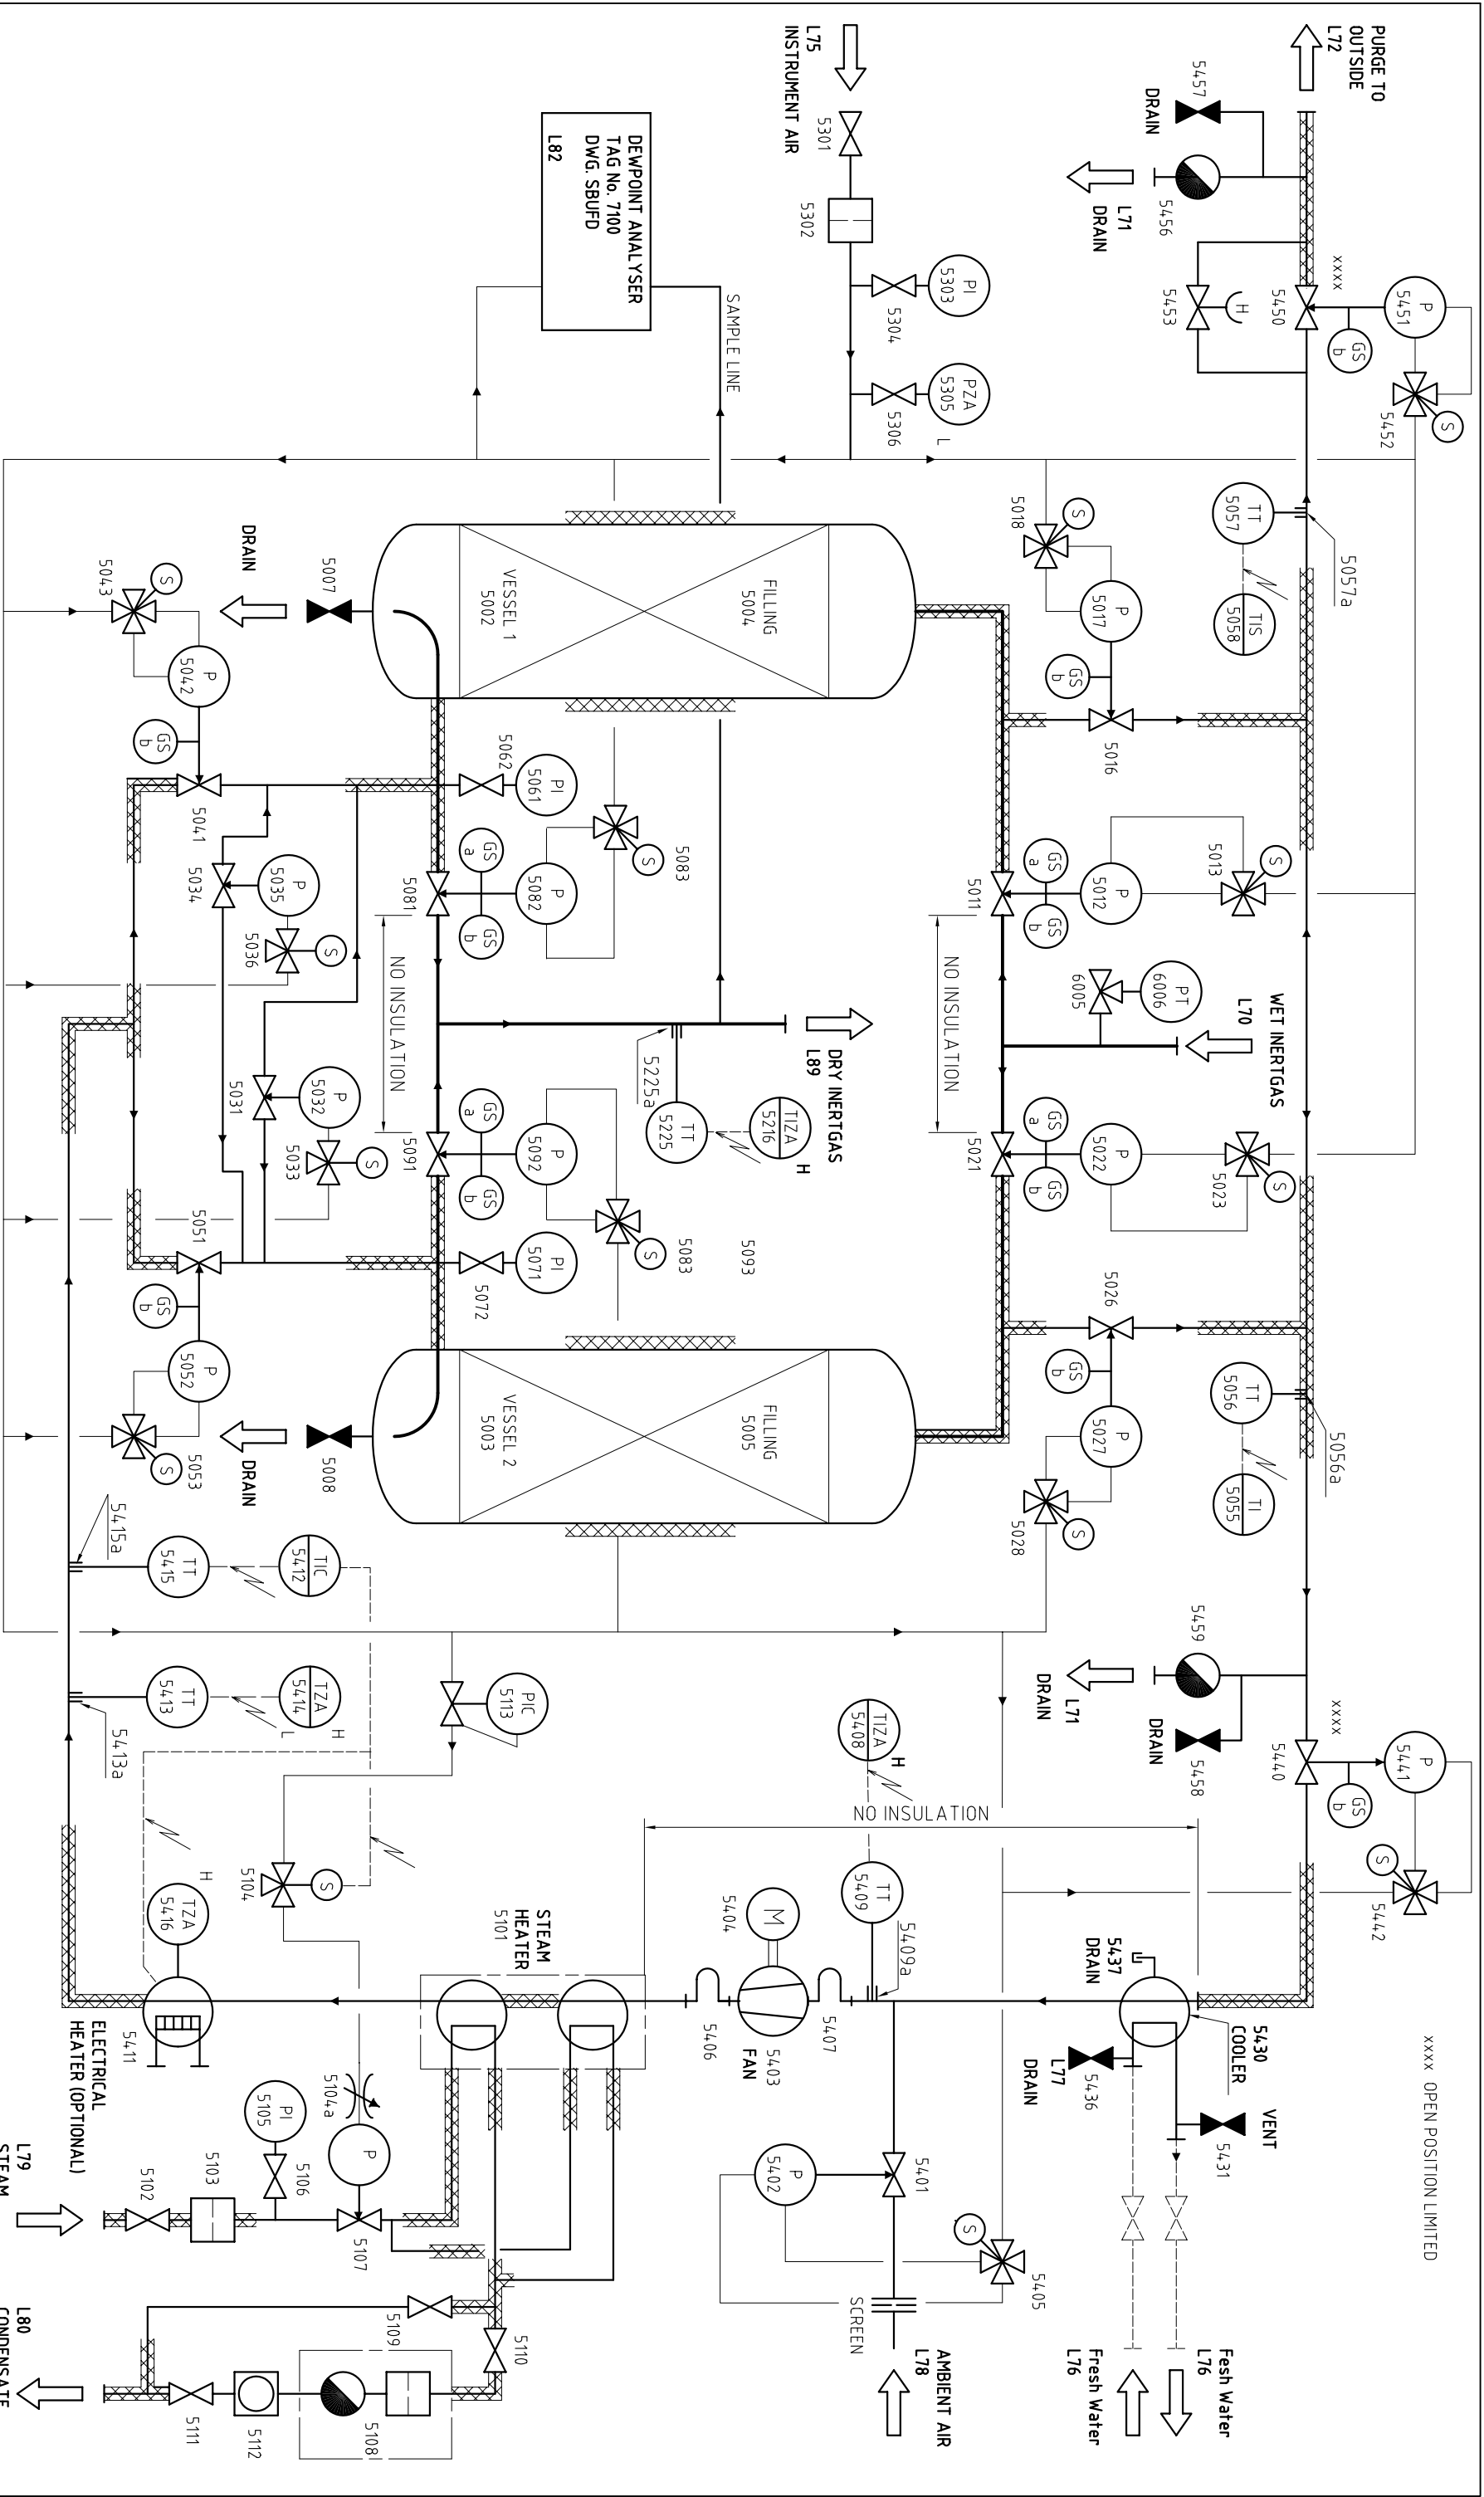 PURGE TO
OUTSIDE
L72
5457
DRAIN
5456
L71
DRAIN
xxxx
P
5451
GS
b
5450
H
5453
S
5452
L75
INSTRUMENT AIR
5301
5302
PI
5303
5304
PZA
5305
L
5306
DEWPOINT ANALYSER
TAG No. 7100
DWG. SBUFD
L82
SAMPLE LINE
TT
5057
5057a
TIS
5058
S
5018
P
5017
GS
b
5016
FILLING
5004
VESSEL 1
5002
5007
DRAIN
S
5043
P
5042
GS
b
5041
PI
5061
5062
S
5083
P
5082
GS
a
GS
b
5081
S
5013
P
5012
GS
a
GS
b
5011
P
5035
5034
S
5036
NO INSULATION
NO INSULATION
PT
6006
6005
WET INERTGAS
L70
DRY INERTGAS
L89
5225a
TT
5225
TIZA
5216
H
P
5032
5031
S
5033
P
5022
GS
a
GS
b
5021
S
5023
P
5092
GS
a
GS
b
5091
S
5083
5093
PI
5071
5072
5051
GS
b
P
5052
S
5053
5026
GS
b
P
5027
S
5028
TT
5056
5056a
TI
5055
FILLING
5005
VESSEL 2
5003
5008
DRAIN
5415a
TT
5415
TIC
5412
TT
5413
5413a
TZA
5414
H
L
PIC
5113
5459
L71
DRAIN
5458
DRAIN
xxxx
5440
P
5441
GS
b
S
5442
TIZA
5408
H
NO INSULATION
TT
5409
5409a
M
5404
5406
5407
5403
FAN
STEAM
HEATER
5101
S
5104
TZA
5416
H
5411
ELECTRICAL
HEATER (OPTIONAL)
5437
DRAIN
5430
COOLER
L77
DRAIN
5436
VENT
5431
xxxx OPEN POSITION LIMITED
5104a
P
PI
5105
5106
5107
5103
5102
L79
STEAM
5401
P
5402
S
5405
SCREEN
AMBIENT AIR
L78
Fesh Water
L76
Fresh Water
L76
5109
5110
5108
5112
5111
L80
CONDENSATE